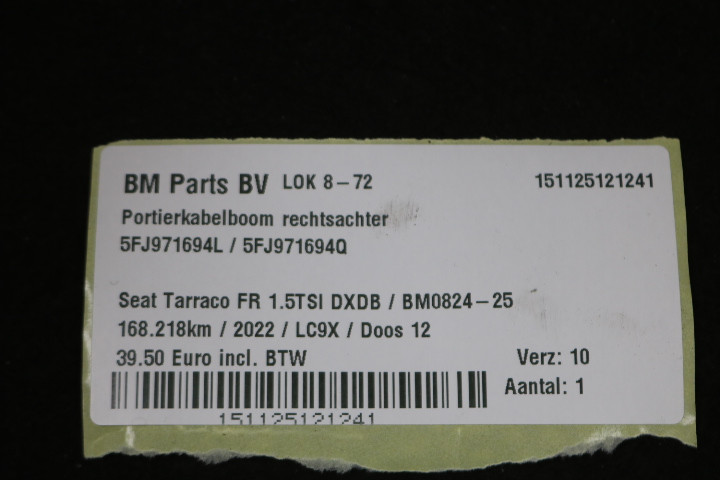 BM Parts BV LOK 8-72 151125121241
Portierkabelboom rechtsachter
5FJ971694L / 5FJ971694Q
Seat Tarraco FR 1.5TSI DXDB / BM0824-25
168.218km / 2022 / LC9X / Doos 12
39.50 Euro incl. BTW Verz: 10
Aantal: 1
151125121241